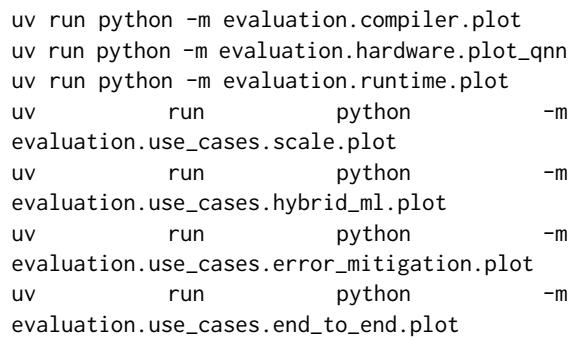 uv run python -m evaluation.compiler.plot
uv run python -m evaluation.hardware.plot_qnn
uv run python -m evaluation.runtime.plot
uv run python -m
evaluation.use_cases.scale.plot
uv run python -m
evaluation.use_cases.hybrid_ml.plot
uv run python -m
evaluation.use_cases.error_mitigation.plot
uv run python -m
evaluation.use_cases.end_to_end.plot